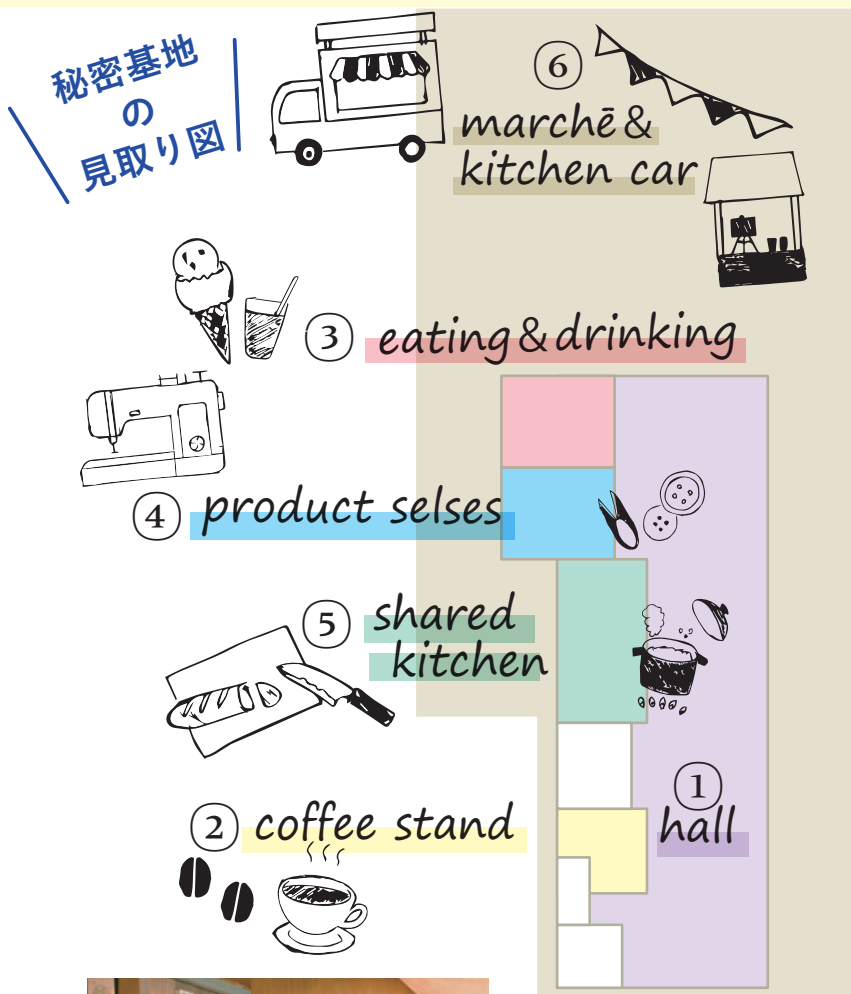 秘密基地
の
見取り図
⑥
marchē&
kitchen car
③ eating&drinking
④ product selses
⑤ shared
kitchen
① 
hall
② coffee stand